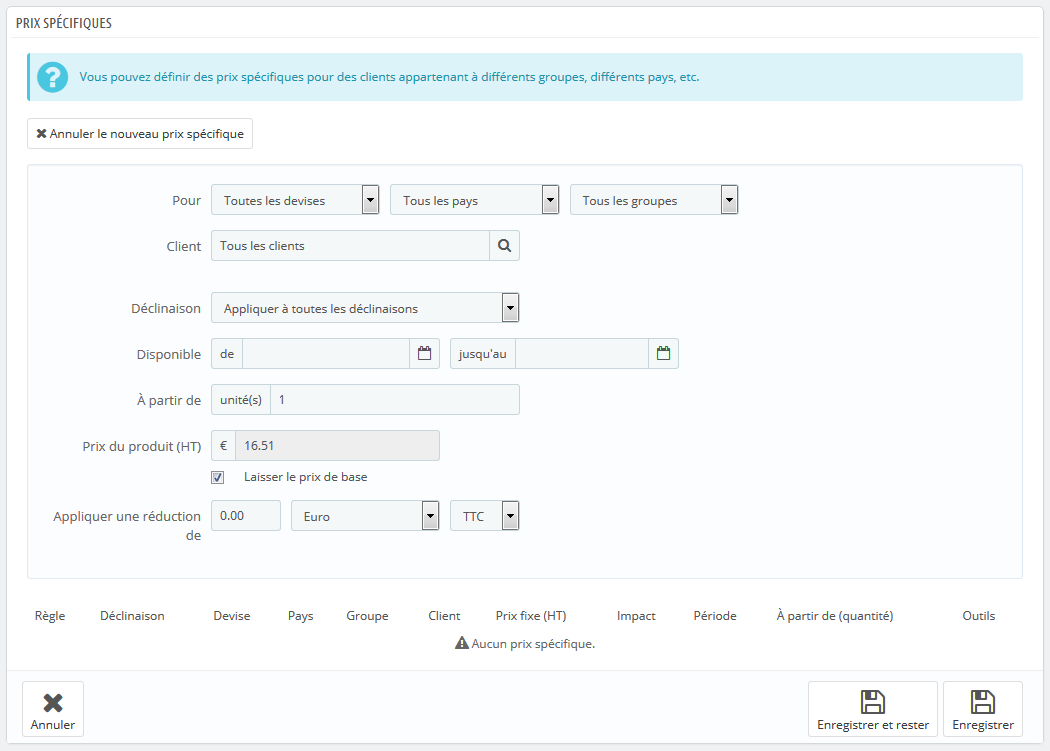 PRIX SPÉCIFIQUES
Vous pouvez définir des prix spécifiques pour des clients appartenant à différents groupes, différents pays, etc.
Annuler le nouveau prix spécifique
Pour Toutes les devises Tous les pays Tous les groupes
Client Tous les clients
Déclinaison Appliquer à toutes les déclinaisons
Disponible de jusqu'au
À partir de unité(s) 1
Prix du produit (HT) € 16.51
Laisser le prix de base
Appliquer une réduction 0.00 Euro TTC
de
Règle Déclinaison Devise Pays Groupe Client Prix fixe (HT) Impact Période À partir de (quantité) Outils
Aucun prix spécifique.
Annuler Enregistrer et rester Enregistrer